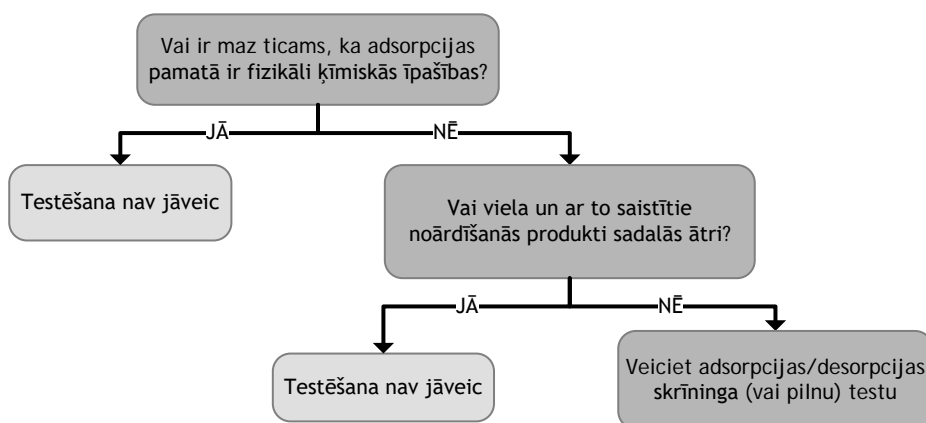 Vai ir maz ticams, ka adsorpcijas
pamatā ir fizikāli ķīmiskās īpašības?
JĀ
NĒ
Testēšana nav jāveic
Vai viela un ar to saistītie
noārdīšanās produkti sadalās ātri?
JĀ
NĒ
Testēšana nav jāveic
Veiciet adsorpcijas/desorpcijas
skrīninga (vai pilnu) testu